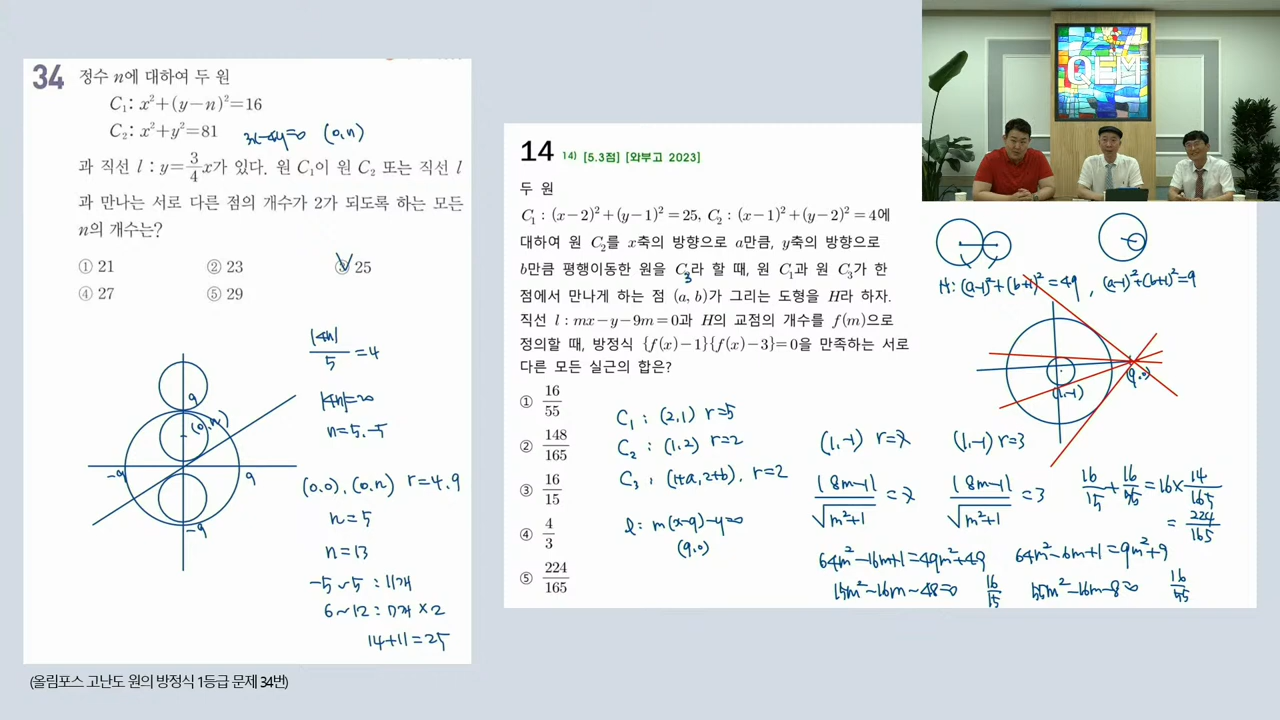 34 정수 n에 대하여 두 원
C₁: x²+(y−n)²=16
C₂: x²+y²=81
3x-4y=0 (0,n)
과 직선 l : y=3/4x가 있다. 원 C₁이 원 C₂ 또는 직선 l
과 만나는 서로 다른 점의 개수가 2가 되도록 하는 모든
n의 개수는?
① 21 ② 23 ③ 25
④ 27 ⑤ 29
|4n|/5 = 4
|4n|=20
n=5, -5
9
(0,n)
-9
9
-9
(0,0), (0,n) r=4, 9
n=5
n=13
-5~5 : 11개
6~12 : 7개 × 2
14+11=25
(올림포스 고난도 원의 방정식 1등급 문제 34번)
14 14) [5.3점] [와부고 2023]
두 원
C₁ : (x−2)²+(y−1)²=25, C₂ : (x−1)²+(y−2)²=4에
대하여 원 C₂를 x축의 방향으로 a만큼, y축의 방향으로
b만큼 평행이동한 원을 C₃라 할 때, 원 C₁과 원 C₃가 한
점에서 만나게 하는 점 (a, b)가 그리는 도형을 H라 하자.
직선 l : mx−y−9m=0과 H의 교점의 개수를 f(m)으로
정의할 때, 방정식 {f(x)−1}{f(x)−3}=0을 만족하는 서로
다른 모든 실근의 합은?
① 16/55
② 148/165
③ 16/15
④ 4/3
⑤ 224/165
C₁ : (2,1) r=5
C₂ : (1,2) r=2
C₃ : (1+a, 2+b), r=2
l : m(x-9)-y=0
(9,0)
QEM
H: (a-1)²+(b+1)²=49, (a-1)²+(b+1)²=9
(9,0)
(1,-1)
(1,-1) r=7 (1,-1) r=3
|8m+1|/√m²+1 = 7 |8m+1|/√m²+1 = 3
16/15 + 16/55 = 16× 14/165
= 224/165
64m²-16m+1=49m²+49 64m²-16m+1=9m²+9
15m²-16m-48=0 16/15 55m²-16m-8=0 16/55